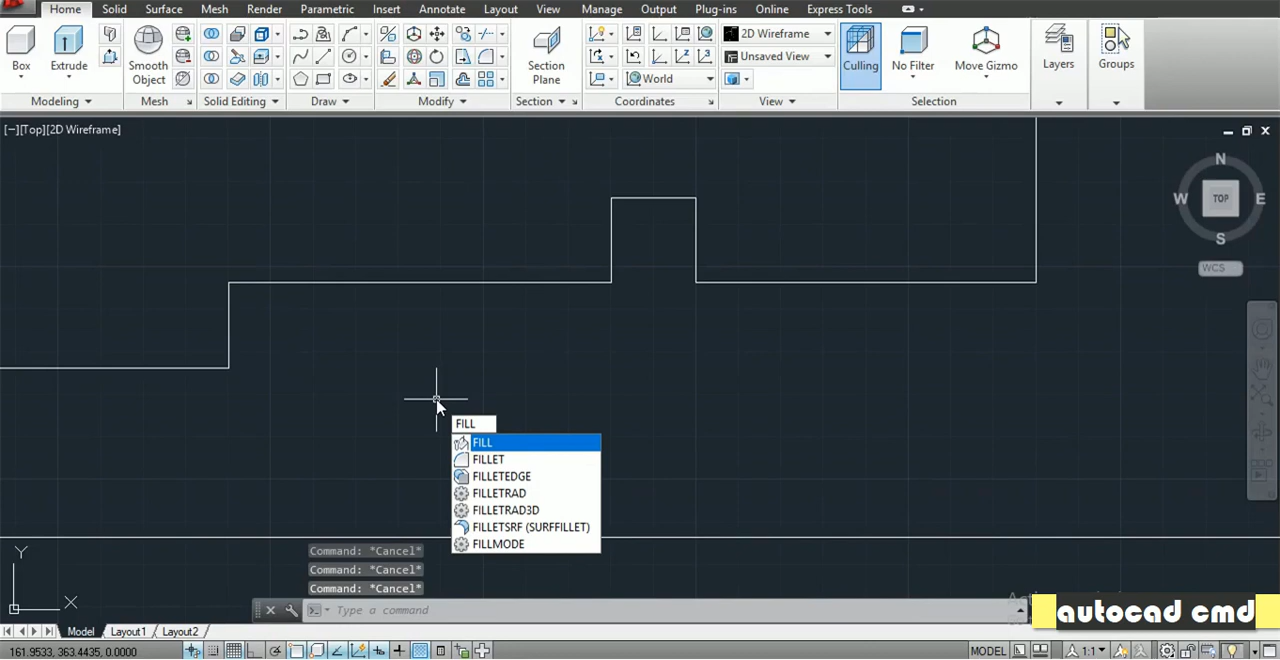 Home Solid Surface Mesh Render Parametric Insert Annotate Layout View Manage Output Plug-ins Online Express Tools
2D Wireframe
Unsaved View
World
Box Extrude Smooth Object Section Plane Culling No Filter Move Gizmo Layers Groups
Modeling Mesh Solid Editing Draw Modify Section Coordinates View Selection
[−][Top][2D Wireframe]
N
W TOP E
S
WCS
FILL
FILL
FILLET
FILLETEDGE
FILLETRAD
FILLETRAD3D
FILLETSRF (SURFFILLET)
FILLMODE
Y
X
Command: *Cancel*
Command: *Cancel*
Command: *Cancel*
Type a command
autocad cmd
Model Layout1 Layout2
161.9533, 363.4435, 0.0000 MODEL 1:1